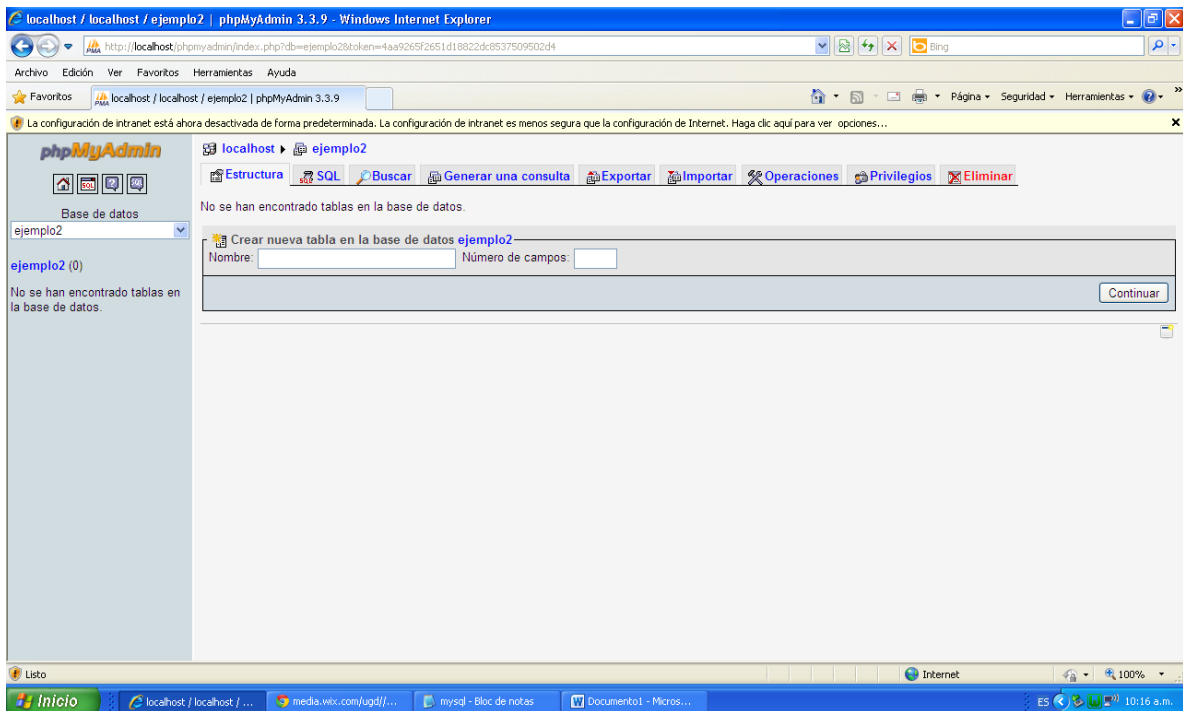 localhost / localhost / ejemplo2 | phpMyAdmin 3.3.9 - Windows Internet Explorer
http://localhost/phpmyadmin/index.php?db=ejemplo2&token=4aa9265f2651d18822dc8537509502d4
Bing
Archivo Edición Ver Favoritos Herramientas Ayuda
Favoritos
PMA localhost / localhost / ejemplo2 | phpMyAdmin 3.3.9
Página Seguridad Herramientas
La configuración de intranet está ahora desactivada de forma predeterminada. La configuración de intranet es menos segura que la configuración de Internet. Haga clic aquí para ver opciones...
phpMyAdmin
localhost ▸ ejemplo2
Estructura SQL Buscar Generar una consulta Exportar Importar Operaciones Privilegios Eliminar
SQL
Base de datos
ejemplo2
ejemplo2 (0)
No se han encontrado tablas en la base de datos.
No se han encontrado tablas en la base de datos.
Crear nueva tabla en la base de datos ejemplo2
Nombre: Número de campos:
Continuar
Listo
Internet
100%
Inicio
localhost / localhost / ...
media.wix.com/ugd//...
mysql - Bloc de notas
Documento1 - Micros...
ES
10:16 a.m.